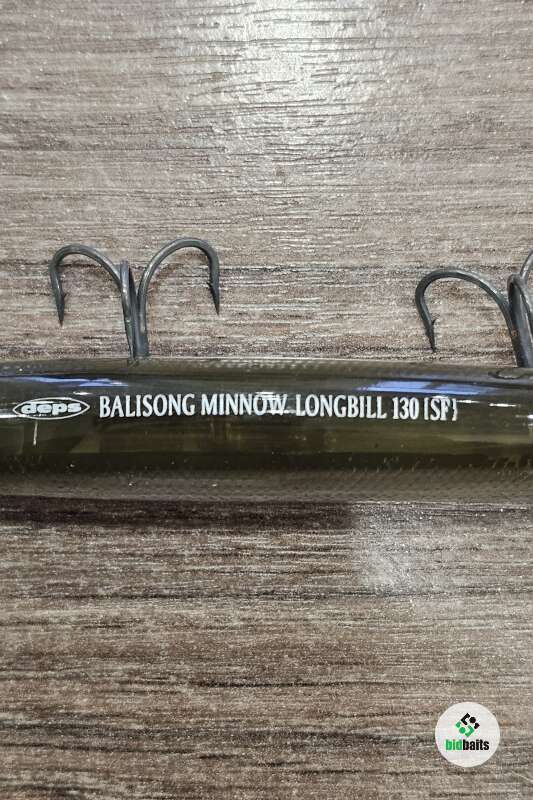 deps BALISONG MINNOW LONGBILL 130 [SF]
bidbaits